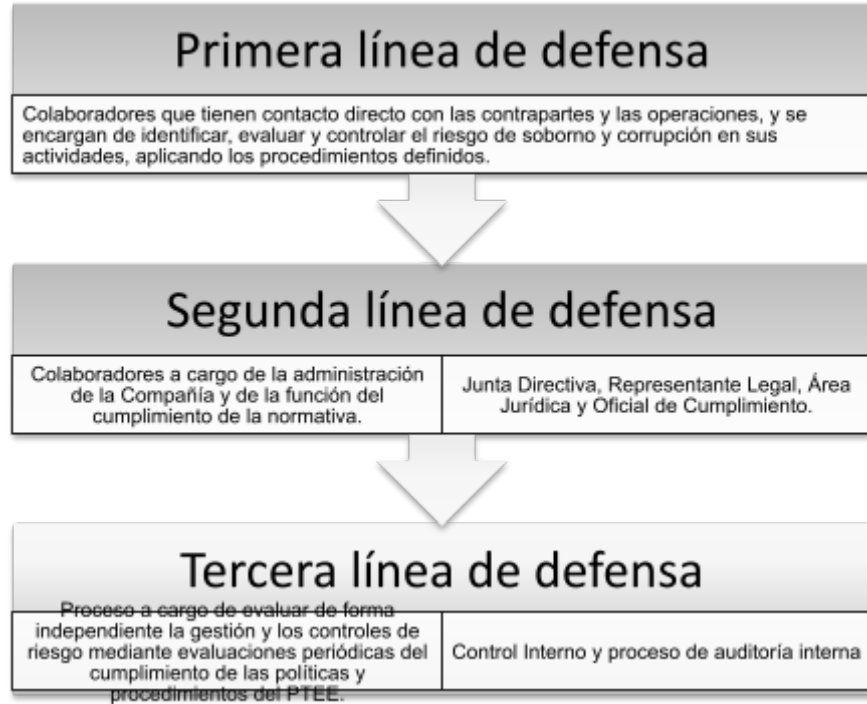 Primera línea de defensa
Colaboradores que tienen contacto directo con las contrapartes y las operaciones, y se
encargan de identificar, evaluar y controlar el riesgo de soborno y corrupción en sus
actividades, aplicando los procedimientos definidos.
Segunda línea de defensa
Colaboradores a cargo de la administración
de la Compañía y de la función del
cumplimiento de la normativa.
Junta Directiva, Representante Legal, Área
Jurídica y Oficial de Cumplimiento.
Tercera línea de defensa
Proceso a cargo de evaluar de forma
independiente la gestión y los controles de
riesgo mediante evaluaciones periódicas del
cumplimiento de las políticas y
procedimientos del PTEE.
Control Interno y proceso de auditoría interna